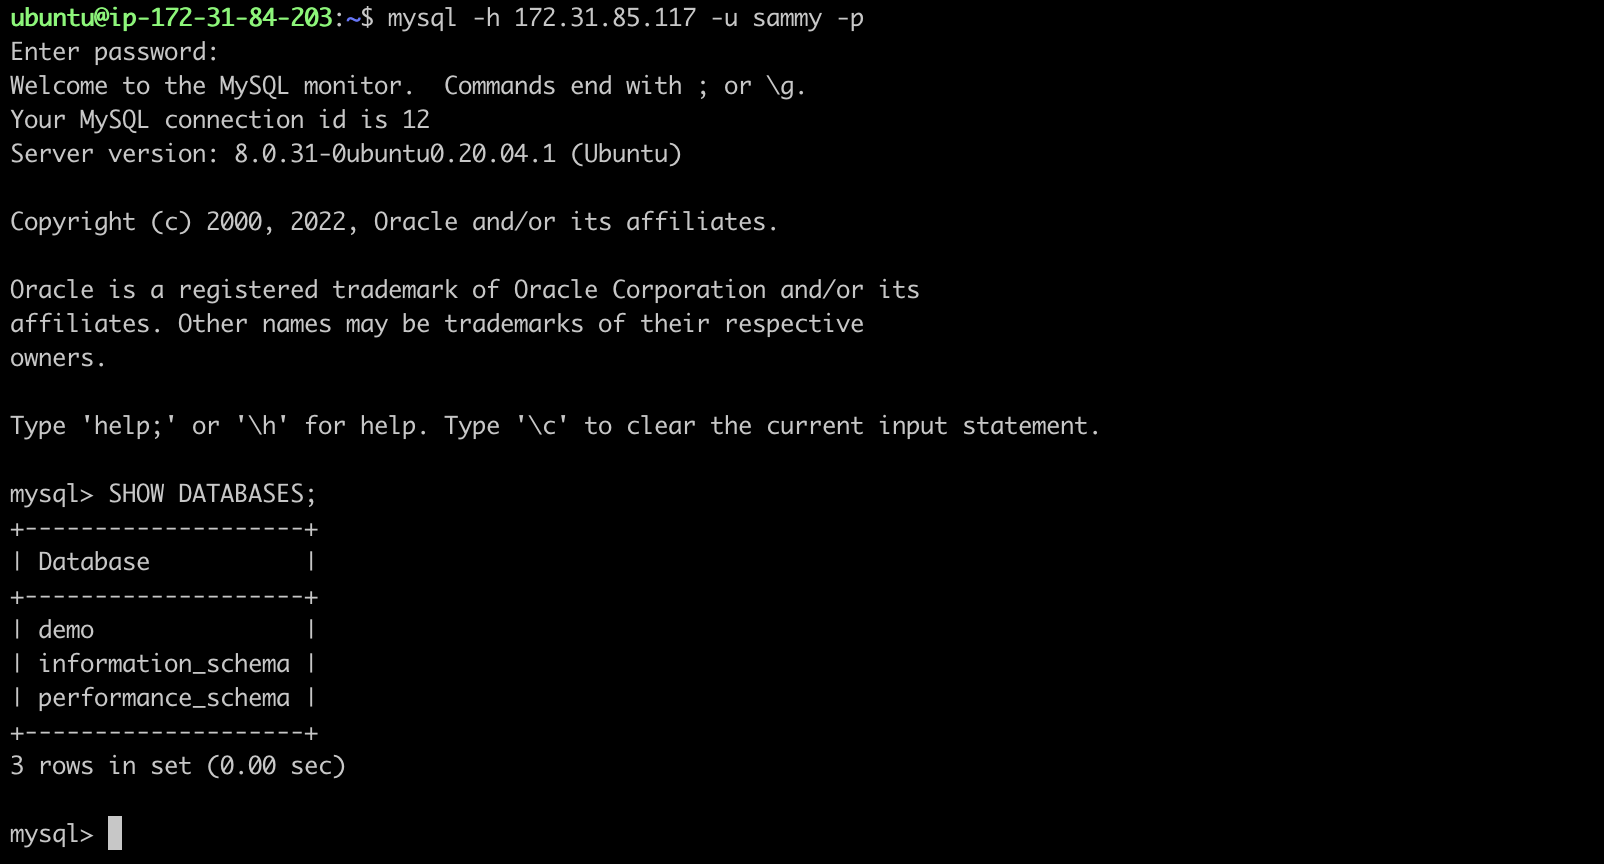 ubuntu@ip-172-31-84-203:~$ mysql -h 172.31.85.117 -u sammy -p
Enter password:
Welcome to the MySQL monitor.  Commands end with ; or \g.
Your MySQL connection id is 12
Server version: 8.0.31-0ubuntu0.20.04.1 (Ubuntu)

Copyright (c) 2000, 2022, Oracle and/or its affiliates.

Oracle is a registered trademark of Oracle Corporation and/or its
affiliates. Other names may be trademarks of their respective
owners.

Type 'help;' or '\h' for help. Type '\c' to clear the current input statement.

mysql> SHOW DATABASES;
+--------------------+
| Database           |
+--------------------+
| demo               |
| information_schema |
| performance_schema |
+--------------------+
3 rows in set (0.00 sec)

mysql>